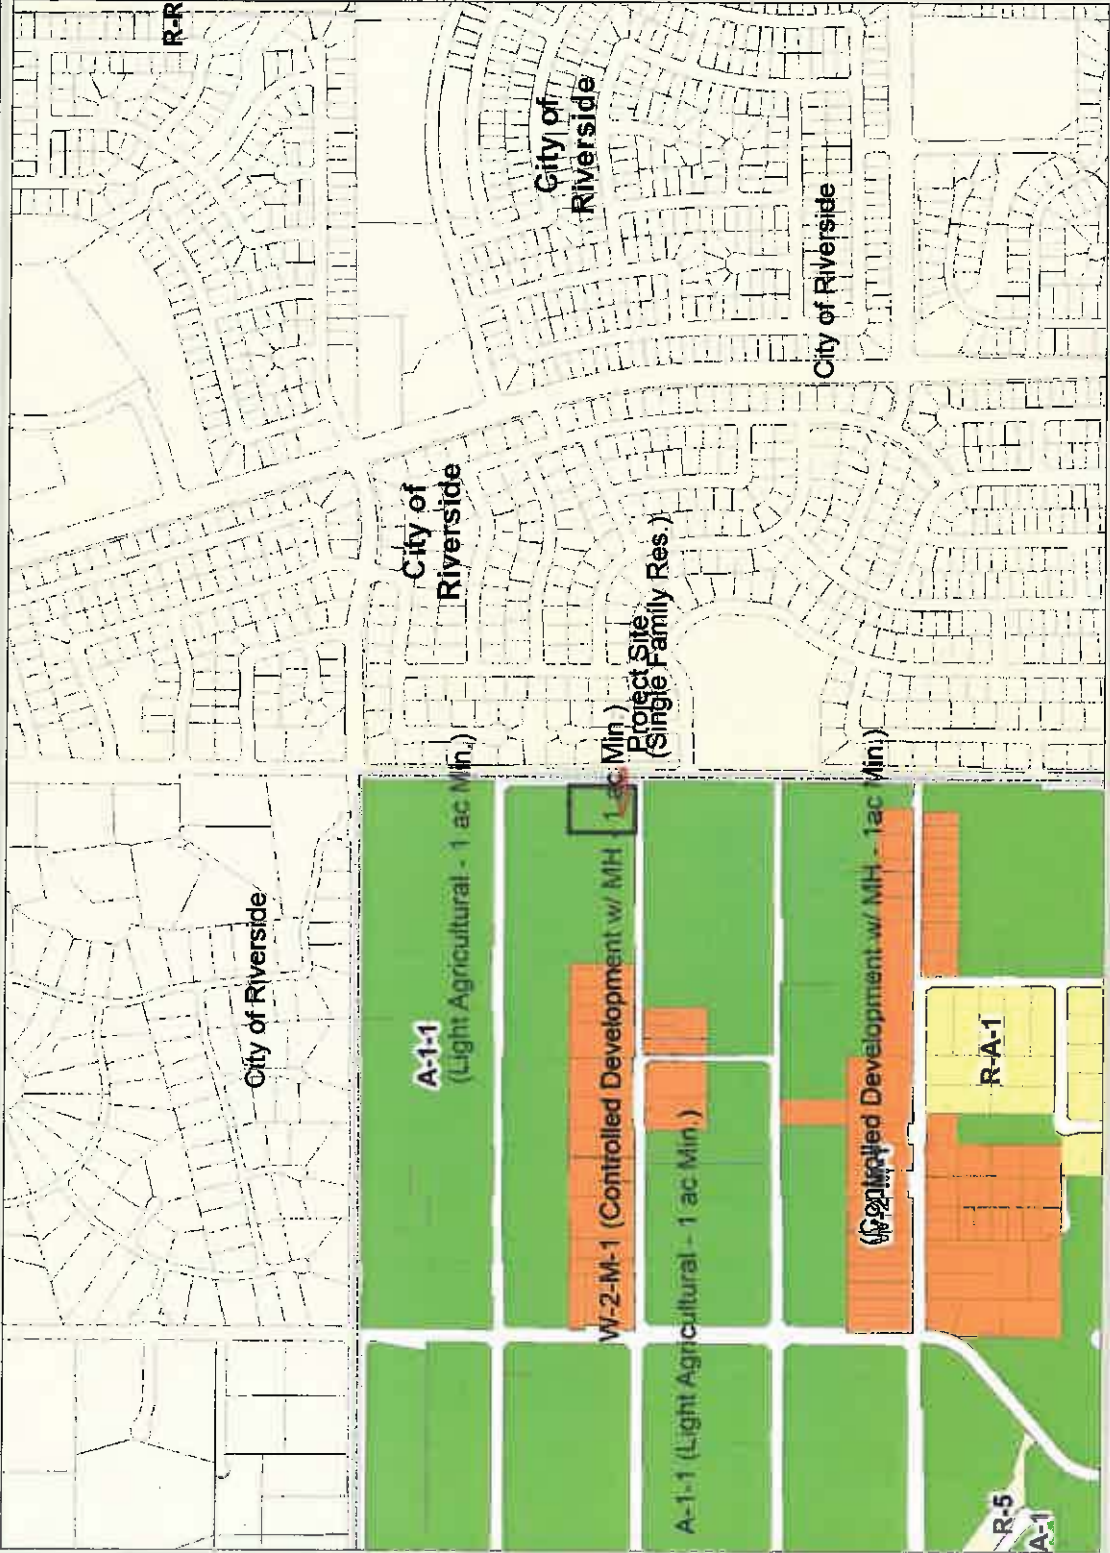 R-R
City of
Riverside
City of Riverside
City of
Riverside
City of Riverside
A-1-1
(Light Agricultural - 1 ac Min.)
W-2-M-1 (Controlled Development w/ MH - 1 ac Min.)
Project Site
(Single Family Res.)
A-1-1 (Light Agricultural - 1 ac Min.)
W-2-M-1
(Controlled Development w/ MH - 1ac Min.)
R-A-1
R-5
A-1